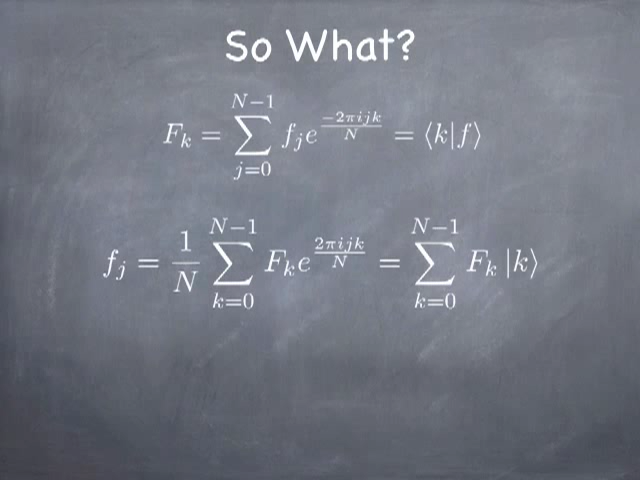 So What?
F_k = \sum_{j=0}^{N-1} f_j e^{\frac{-2\pi ijk}{N}} = \langle k|f\rangle
f_j = \frac{1}{N} \sum_{k=0}^{N-1} F_k e^{\frac{2\pi ijk}{N}} = \sum_{k=0}^{N-1} F_k |k\rangle